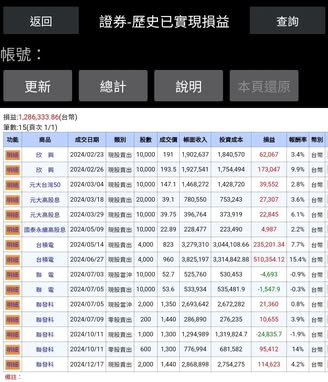 返回 證券-歷史已實現損益 查詢
帳號：
更新 總計 說明 本頁還原
損益:1,286,333.86(台幣)
筆數:15(頁次 1/1)
功能 商品 成交日期 類別 股數 成交價 帳面收入 投資成本 損益 報酬率 幣別
明細 欣　興 2024/02/23 現股賣出 10,000 191 1,902,637 1,840,570 62,067 3.4% 台幣
明細 欣　興 2024/02/26 現股賣出 10,000 193.5 1,927,541 1,754,494 173,047 9.9% 台幣
明細 元大台灣50 2024/03/04 現股賣出 10,000 147.1 1,468,272 1,428,720 39,552 2.8% 台幣
明細 元大高股息 2024/03/18 現股賣出 20,000 39.1 780,550 753,243 27,307 3.6% 台幣
明細 元大高股息 2024/03/29 現股賣出 10,000 39.75 396,764 373,919 22,845 6.1% 台幣
明細 國泰永續高股息 2024/05/09 現股賣出 10,000 22.89 228,477 223,490 4,987 2.2% 台幣
明細 台積電 2024/05/14 現股賣出 4,000 823 3,279,310 3,044,108.66 235,201.34 7.7% 台幣
明細 台積電 2024/06/27 現股賣出 4,000 960 3,825,197 3,314,842.88 510,354.12 15.4% 台幣
明細 聯　電 2024/07/03 現股當沖 10,000 52.7 525,760 530,453 -4,693 -0.9% 台幣
明細 聯　電 2024/07/05 現股當沖 10,000 53.6 534,934 535,481.9 -1,547.9 -0.3% 台幣
明細 聯發科 2024/07/05 現股當沖 2,000 1,350 2,693,642 2,672,282 21,360 0.8% 台幣
明細 聯發科 2024/07/09 零股賣出 200 1,440 286,890 276,235 10,655 3.9% 台幣
明細 聯發科 2024/10/11 現股賣出 1,000 1,300 1,294,989 1,319,824.7 -24,835.7 -1.9% 台幣
明細 聯發科 2024/10/11 零股賣出 600 1,300 776,994 681,582 95,412 14% 台幣
明細 聯發科 2024/12/17 現股賣出 2,000 1,440 2,868,898 2,754,275 114,623 4.2% 台幣
備註：